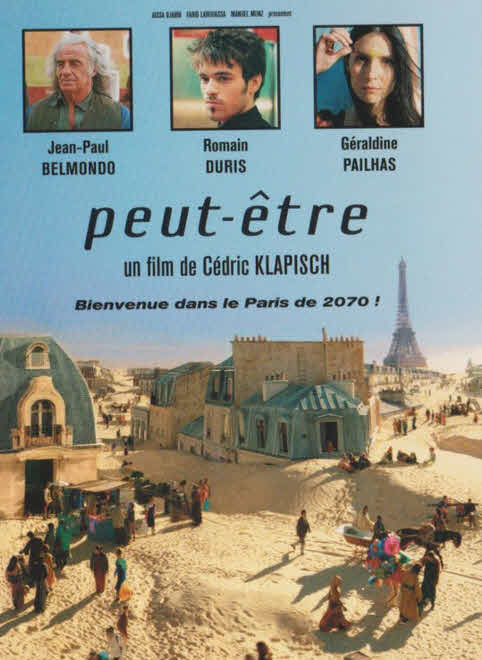 AISSA DJABRI FARID LAHOUASSA MANUEL MUNZ présentent
Jean-Paul
BELMONDO
Romain
DURIS
Géraldine
PAILHAS
peut-être
un film de Cédric KLAPISCH
Bienvenue dans le Paris de 2070 !